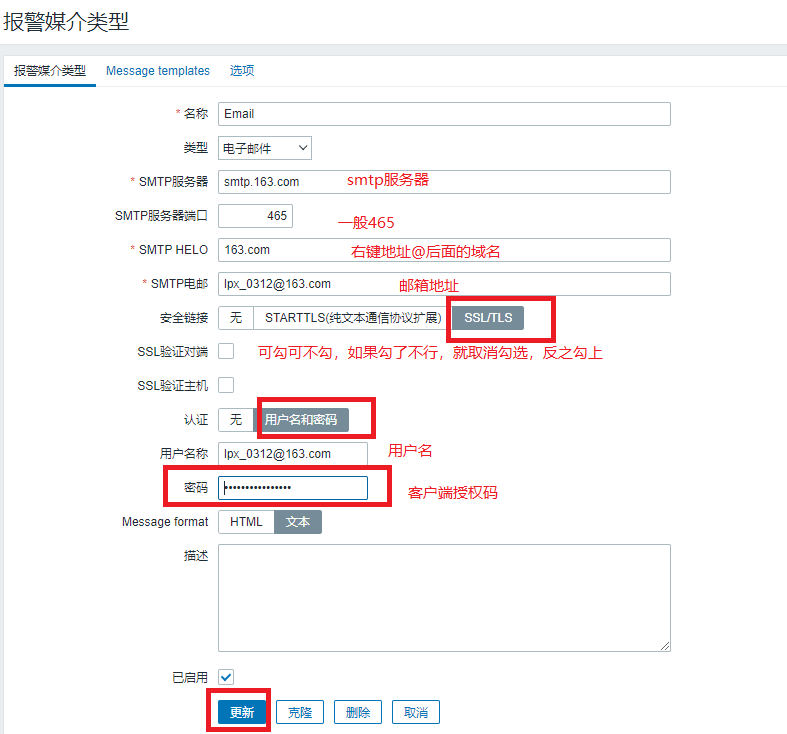 报警媒介类型
报警媒介类型 Message templates 选项
* 名称 Email
类型 电子邮件
* SMTP服务器 smtp.163.com smtp服务器
SMTP服务器端口 465 一般465
* SMTP HELO 163.com 右键地址@后面的域名
* SMTP电邮 lpx_0312@163.com 邮箱地址
安全链接 无 STARTTLS(纯文本通信协议扩展) SSL/TLS
SSL验证对端 可勾可不勾，如果勾了不行，就取消勾选，反之勾上
SSL验证主机
认证 无 用户名和密码
用户名称 lpx_0312@163.com 用户名
密码 •••••••••••••••• 客户端授权码
Message format HTML 文本
描述
已启用
更新 克隆 删除 取消